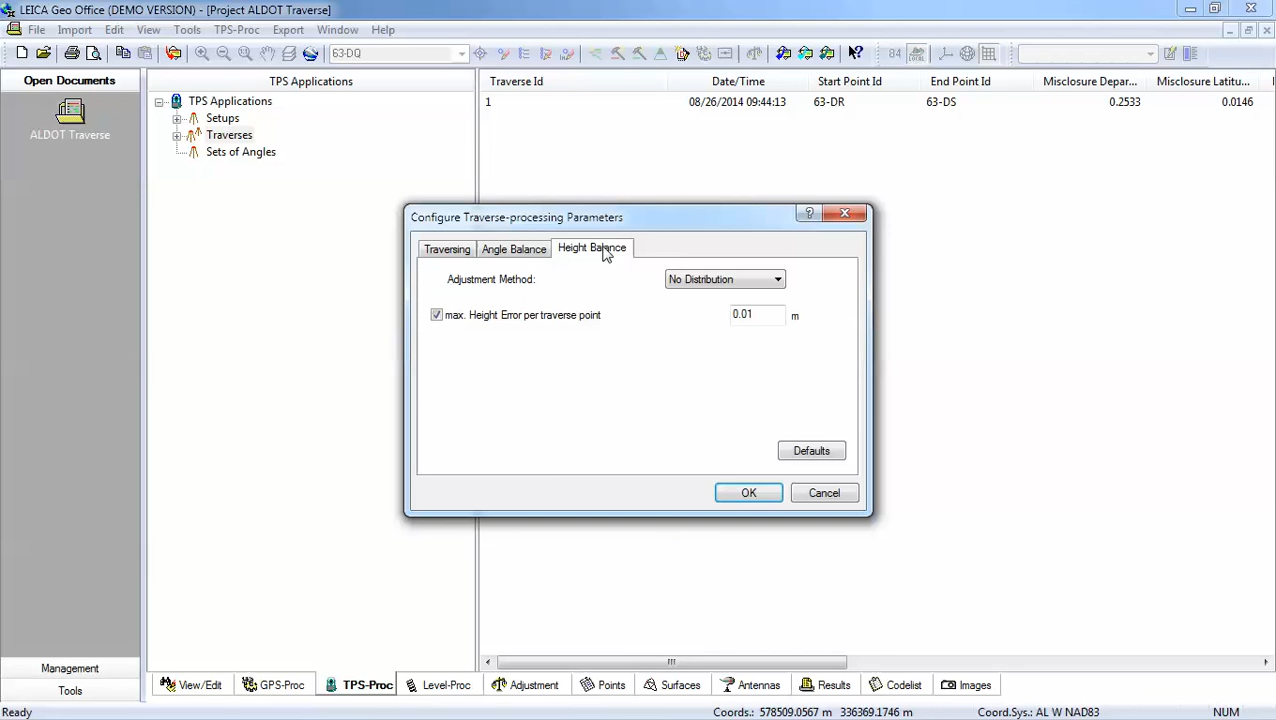 LEICA Geo Office (DEMO VERSION) - [Project ALDOT Traverse]
File Import Edit View Tools TPS-Proc Export Window Help
63-DQ
84
Open Documents
ALDOT Traverse
Management
Tools
TPS Applications
TPS Applications
Setups
Traverses
Sets of Angles
Traverse Id Date/Time Start Point Id End Point Id Misclosure Depar... Misclosure Latitu...
1 08/26/2014 09:44:13 63-DR 63-DS 0.2533 0.0146
Configure Traverse-processing Parameters
Traversing Angle Balance Height Balance
Adjustment Method: No Distribution
max. Height Error per traverse point 0.01 m
Defaults
OK Cancel
View/Edit GPS-Proc TPS-Proc Level-Proc Adjustment Points Surfaces Antennas Results Codelist Images
Ready Coords.: 578509.0567 m 336369.1746 m Coord.Sys.: AL W NAD83 NUM